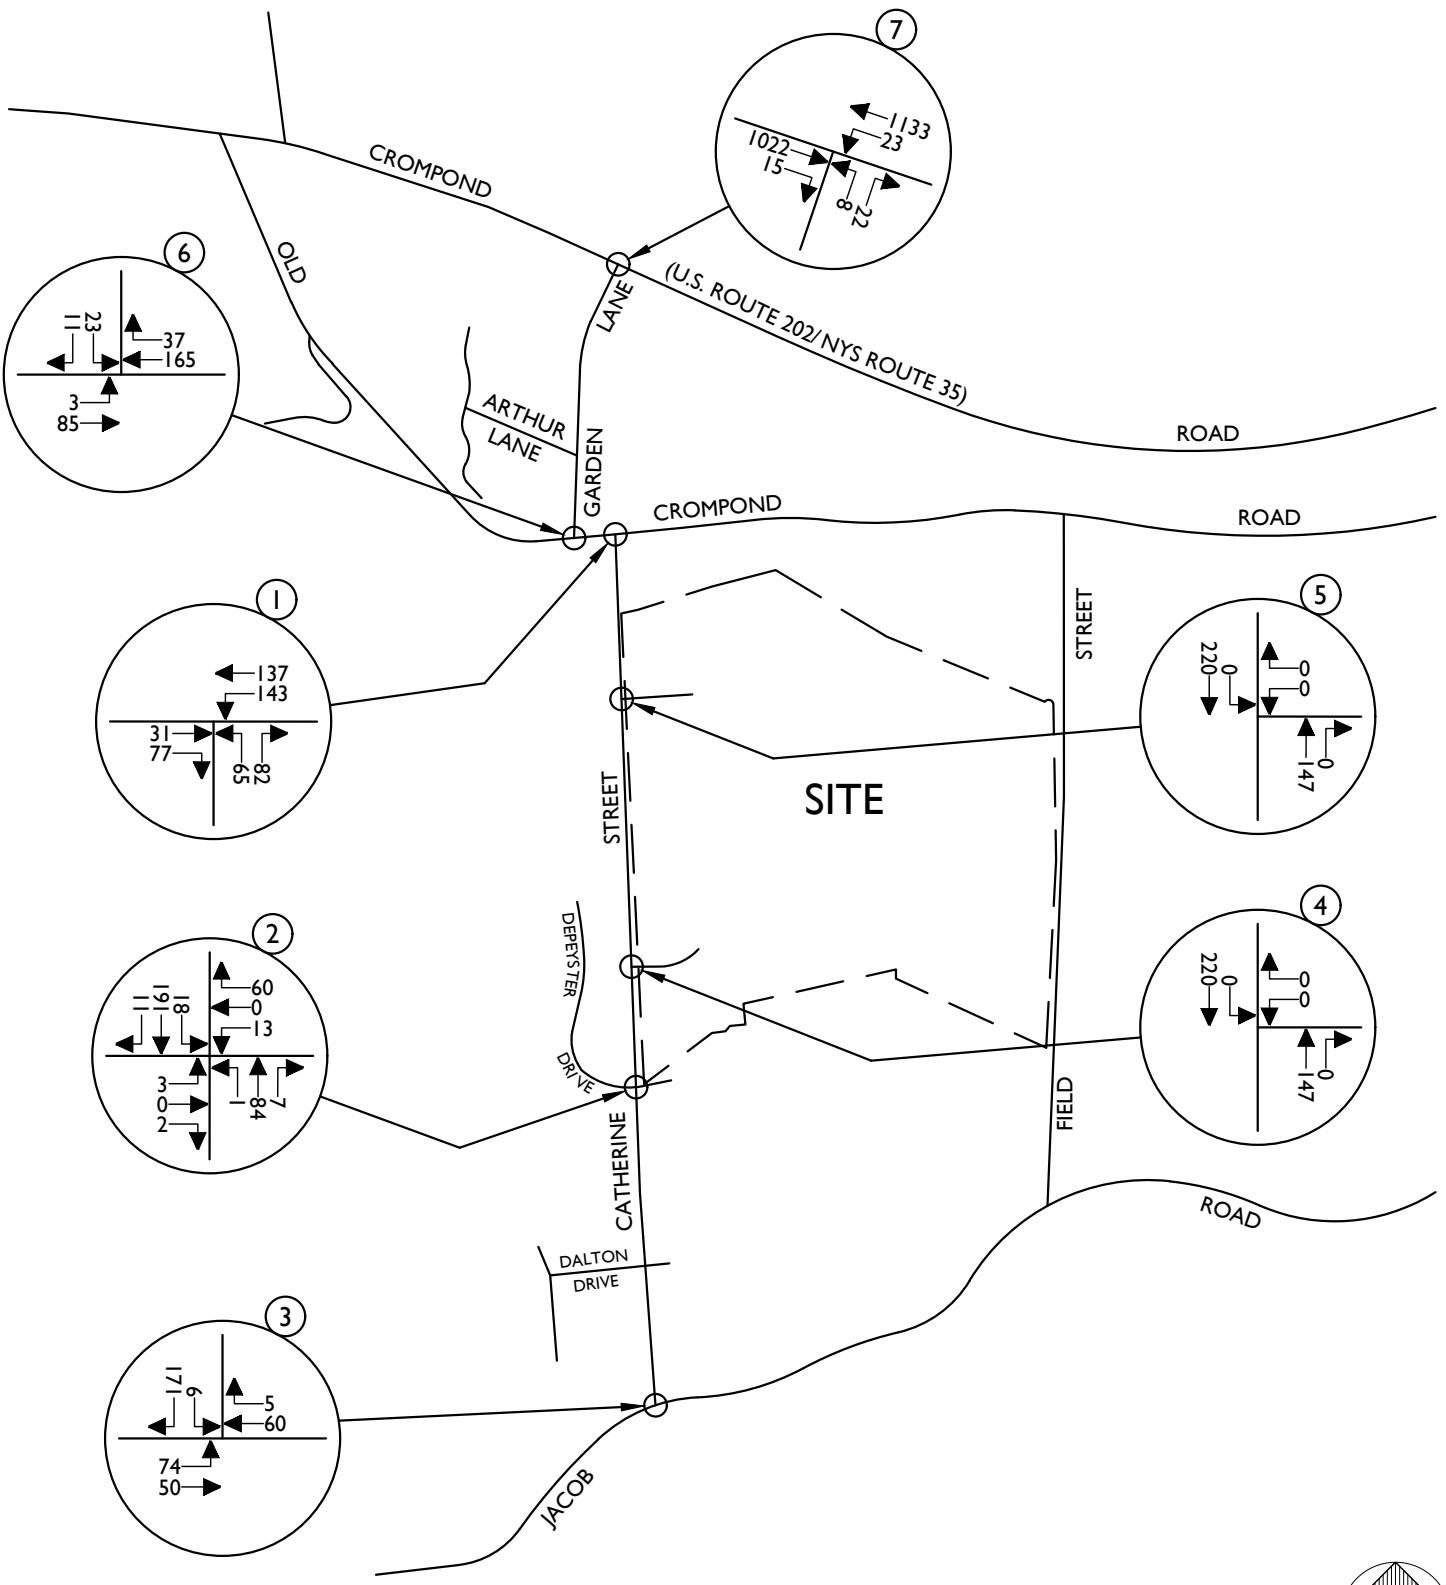 7
1133
23
1022
15
8
22
CROMPOND
6
OLD
11
23
37
165
3
85
LANE
(U.S. ROUTE 202/ NYS ROUTE 35)
ARTHUR
LANE
GARDEN
ROAD
CROMPOND
ROAD
1
137
143
31
77
65
82
STREET
5
220
0
0
0
147
0
STREET
SITE
2
11
191
18
60
0
13
3
0
2
1
84
7
DEPEYSTER
DRIVE
4
220
0
0
0
147
0
CATHERINE
FIELD
ROAD
DALTON
DRIVE
3
171
6
5
60
74
50
JACOB